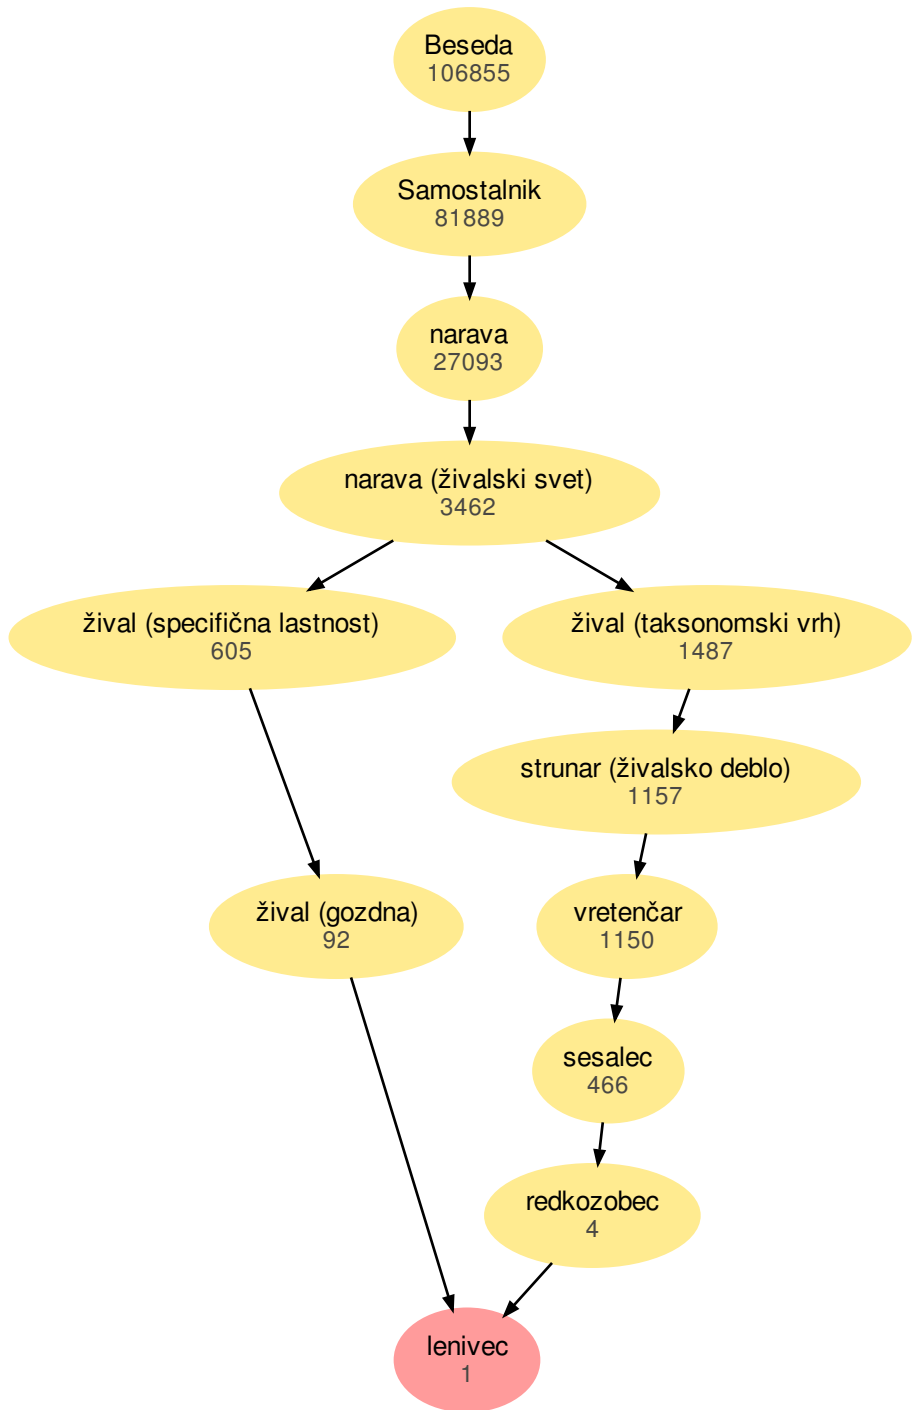 Beseda
106855
Samostalnik
81889
narava
27093
narava (živalski svet)
3462
žival (specifična lastnost)
605
žival (taksonomski vrh)
1487
strunar (živalsko deblo)
1157
žival (gozdna)
92
vretenčar
1150
sesalec
466
redkozobec
4
lenivec
1